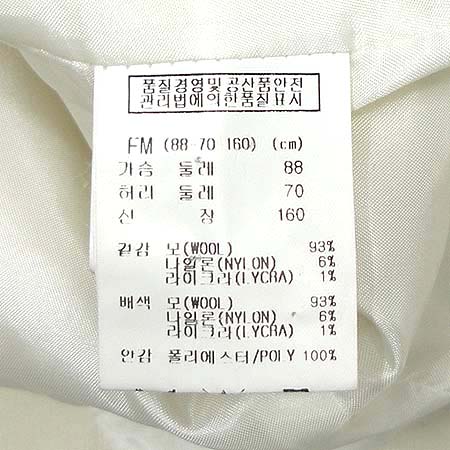 품질경영및 공산품안전
관리법에의한품질표시
FM (88-70 160) (cm)
가슴 둘레 88
허리 둘레 70
신 장 160
겉감 모(WOOL) 93%
나일론(NYLON) 6%
라이크라(LYCRA) 1%
배색 모(WOOL) 93%
나일론(NYLON) 6%
라이크라(LYCRA) 1%
안감 폴리에스터/POLY 100%